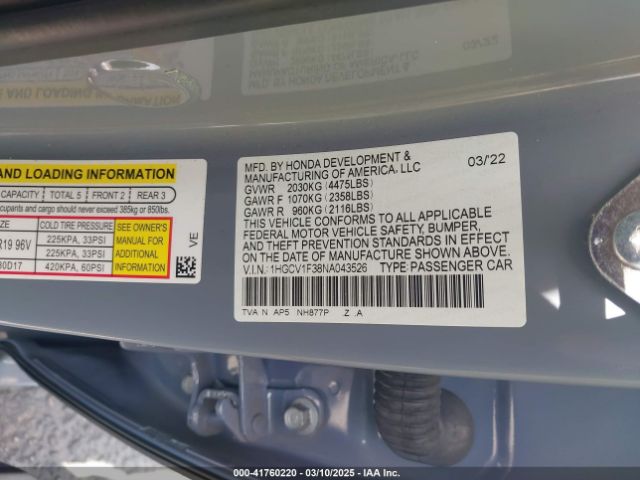 AND LOADING INFORMATION
CAPACITY TOTAL 5 FRONT 2 REAR 3
cupants and cargo should never exceed 385kg or 850lbs.
ZE COLD TIRE PRESSURE
R19 96V 225KPA, 33PSI
225KPA, 33PSI
80D17 420KPA, 60PSI
SEE OWNER'S
MANUAL FOR
ADDITIONAL
INFORMATION
VE
MFD. BY HONDA DEVELOPMENT & 03/'22
MANUFACTURING OF AMERICA, LLC
GVWR 2030KG (4475LBS)
GAWR F 1070KG (2358LBS)
GAWR R 960KG (2116LBS)
THIS VEHICLE CONFORMS TO ALL APPLICABLE
FEDERAL MOTOR VEHICLE SAFETY, BUMPER,
AND THEFT PREVENTION STANDARDS IN EFFECT
ON THE DATE OF MANUFACTURE SHOWN ABOVE.
V.I.N.: 1HGCV1F38NA043526 TYPE: PASSENGER CAR
TVA N AP5 NH877P Z .A
000-41760220 - 03/10/2025 - IAA Inc.